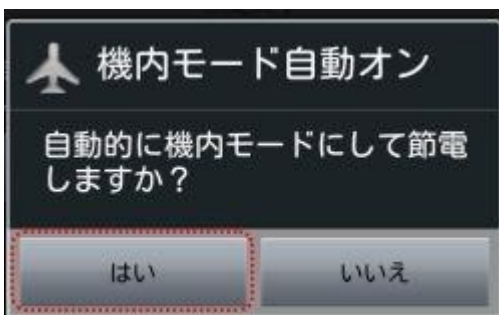 機内モード自動オン
自動的に機内モードにして節電
しますか？
はい
いいえ